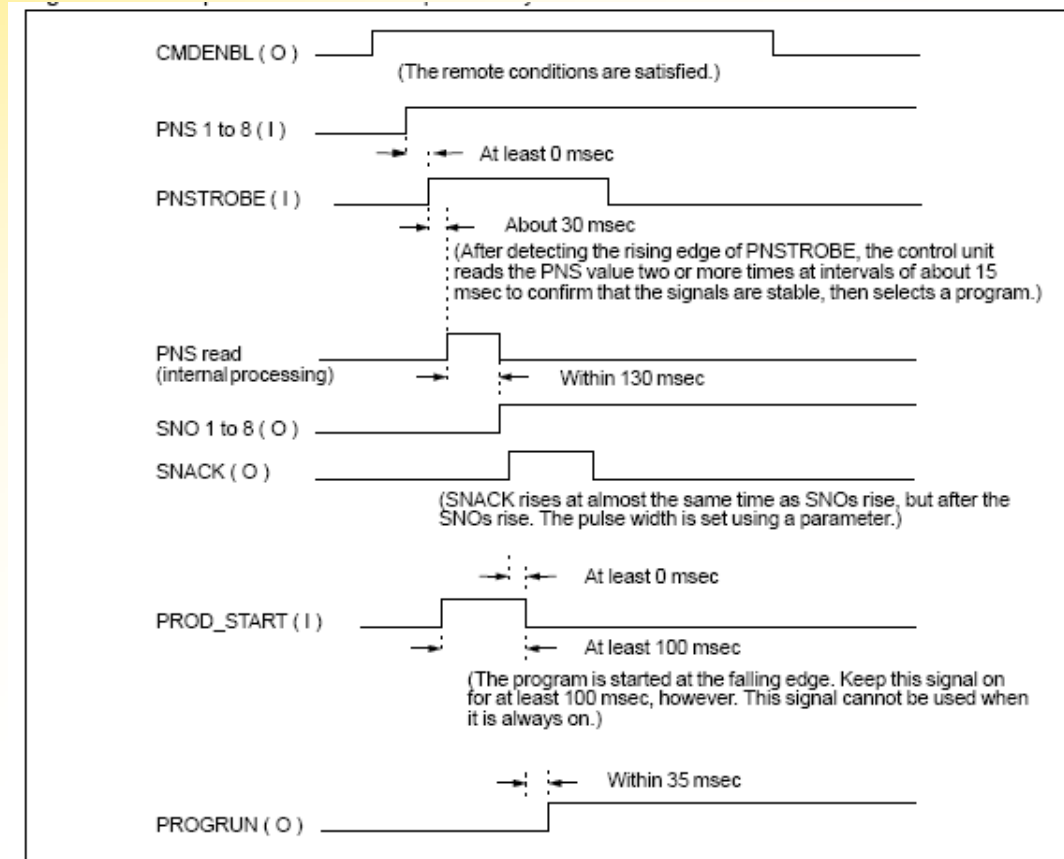 CMDENBL ( O )
(The remote conditions are satisfied.)
PNS 1 to 8 ( I )
At least 0 msec
PNSTROBE ( I )
About 30 msec
(After detecting the rising edge of PNSTROBE, the control unit
reads the PNS value two or more times at intervals of about 15
msec to confirm that the signals are stable, then selects a program.)
PNS read
(internal processing)
Within 130 msec
SNO 1 to 8 ( O )
SNACK ( O )
(SNACK rises at almost the same time as SNOs rise, but after the
SNOs rise. The pulse width is set using a parameter.)
At least 0 msec
PROD_START ( I )
At least 100 msec
(The program is started at the falling edge. Keep this signal on
for at least 100 msec, however. This signal cannot be used when
it is always on.)
Within 35 msec
PROGRUN ( O )